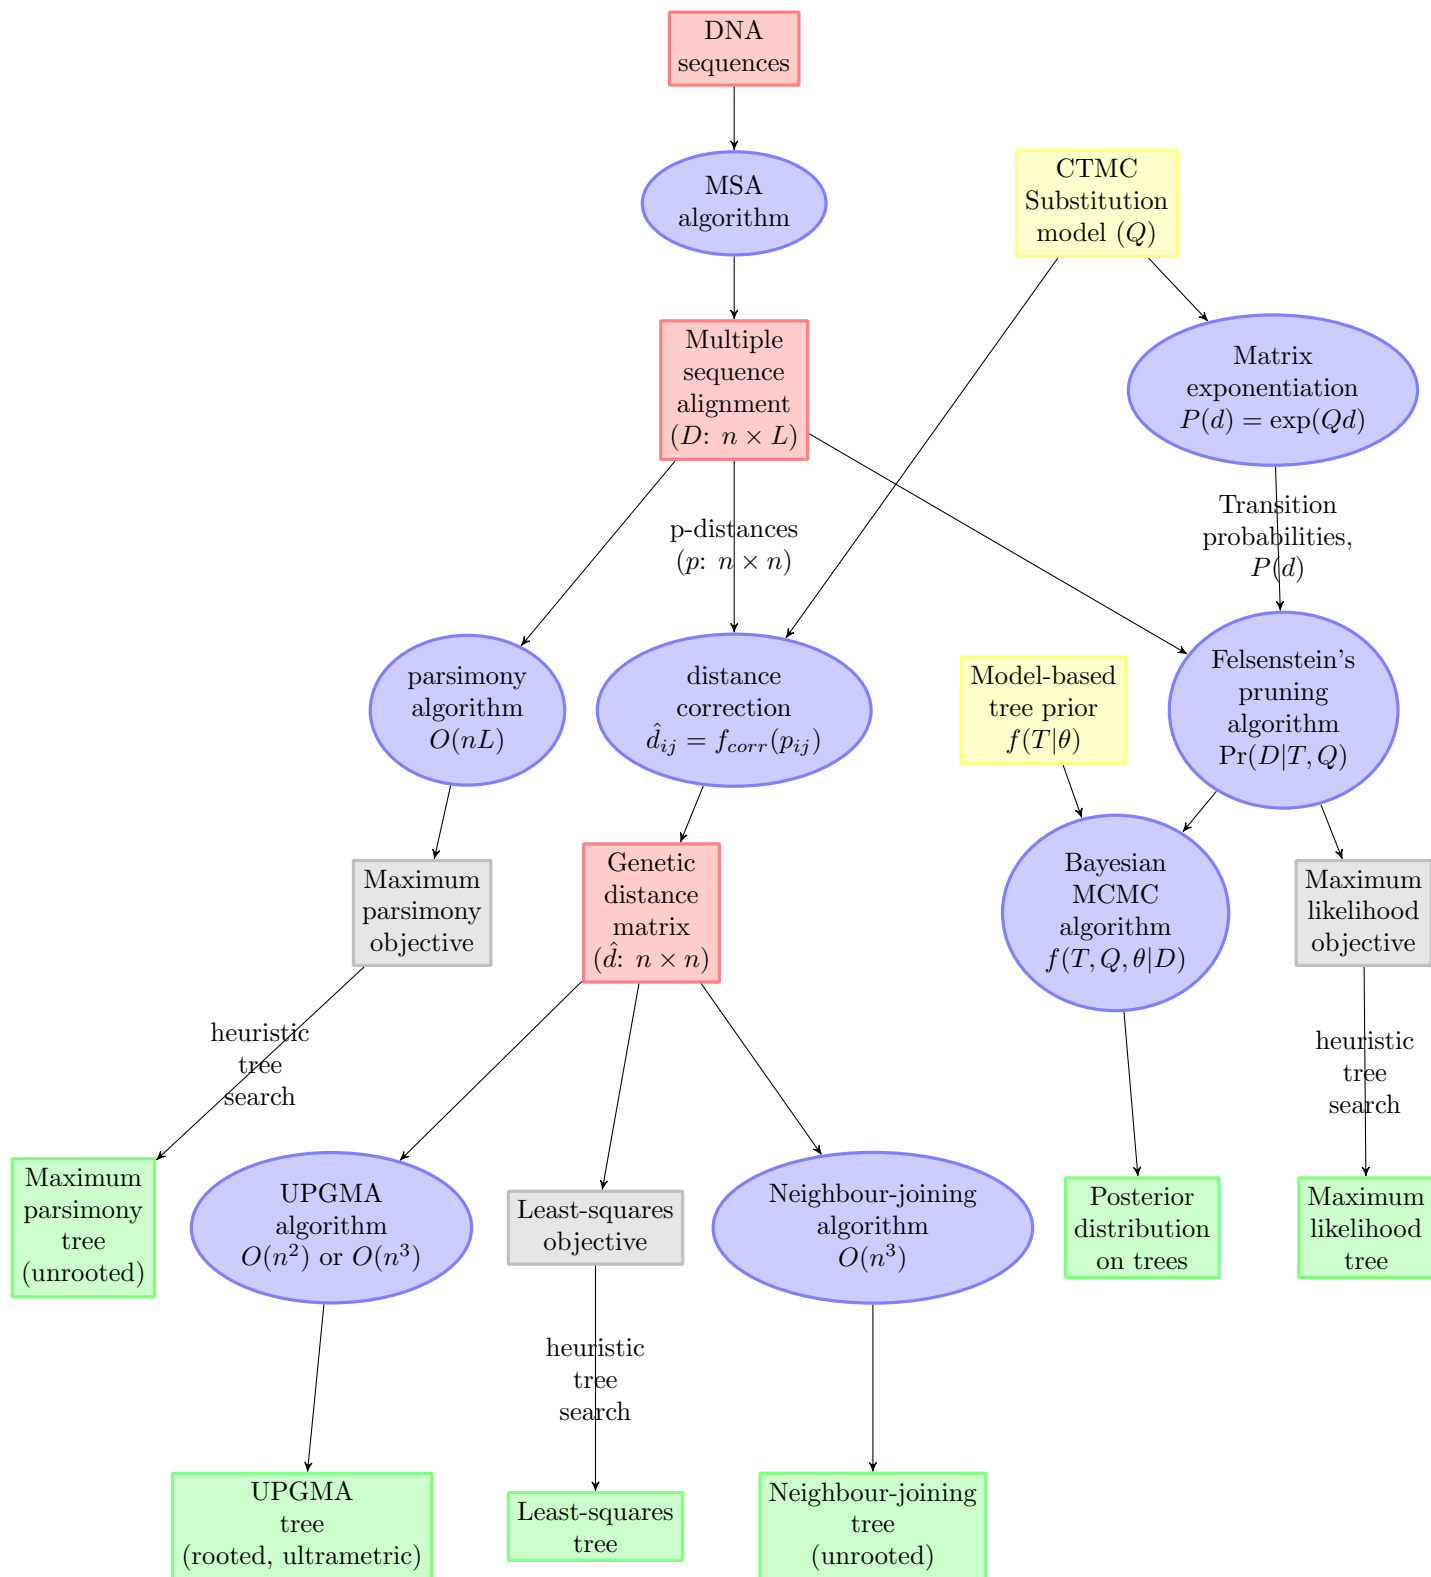 DNA
sequences
MSA
algorithm
CTMC
Substitution
model (Q)
Multiple
sequence
alignment
(D: n × L)
Matrix
exponentiation
P(d) = exp(Qd)
p-distances
(p: n × n)
Transition
probabilities,
P(d)
parsimony
algorithm
O(nL)
distance
correction
d̂ᵢⱼ = f_corr(pᵢⱼ)
Model-based
tree prior
f(T|θ)
Felsenstein's
pruning
algorithm
Pr(D|T, Q)
Maximum
parsimony
objective
Genetic
distance
matrix
(d̂: n × n)
Bayesian
MCMC
algorithm
f(T, Q, θ|D)
Maximum
likelihood
objective
heuristic
tree
search
heuristic
tree
search
Maximum
parsimony
tree
(unrooted)
UPGMA
algorithm
O(n²) or O(n³)
Least-squares
objective
Neighbour-joining
algorithm
O(n³)
Posterior
distribution
on trees
Maximum
likelihood
tree
heuristic
tree
search
UPGMA
tree
(rooted, ultrametric)
Least-squares
tree
Neighbour-joining
tree
(unrooted)